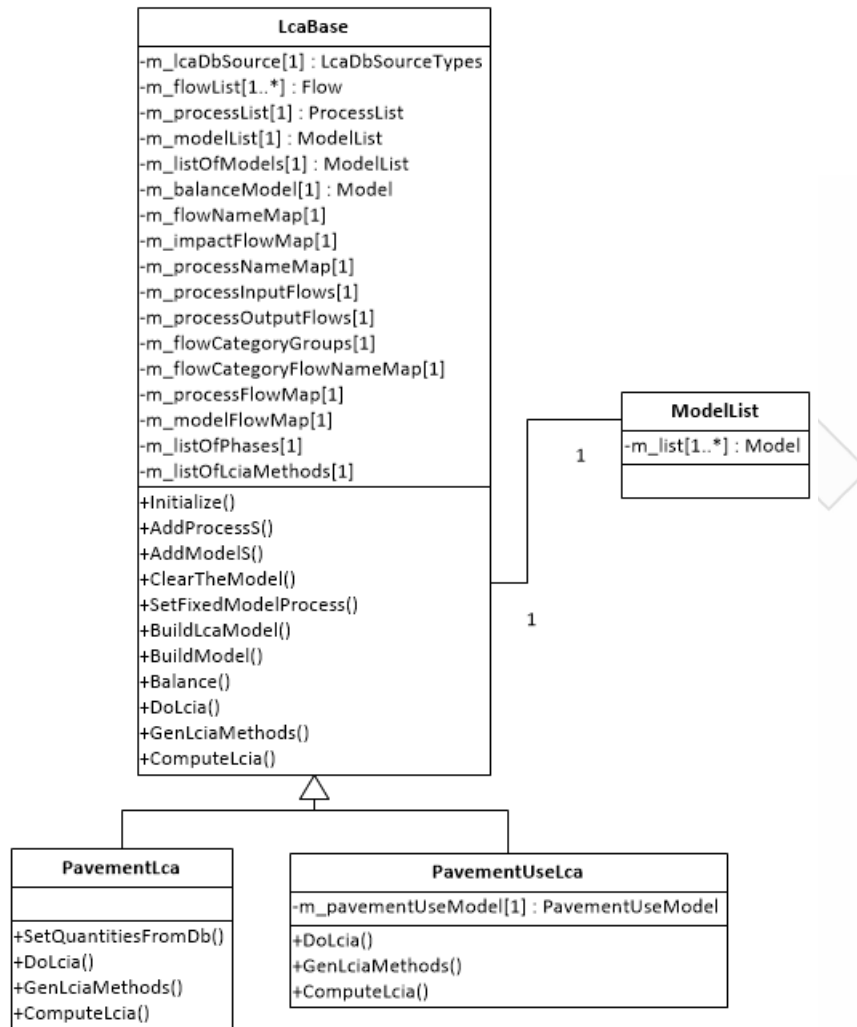 LcaBase
-m_lcaDbSource[1] : LcaDbSourceTypes
-m_flowList[1..*] : Flow
-m_processList[1] : ProcessList
-m_modelList[1] : ModelList
-m_listOfModels[1] : ModelList
-m_balanceModel[1] : Model
-m_flowNameMap[1]
-m_impactFlowMap[1]
-m_processNameMap[1]
-m_processInputFlows[1]
-m_processOutputFlows[1]
-m_flowCategoryGroups[1]
-m_flowCategoryFlowNameMap[1]
-m_processFlowMap[1]
-m_modelFlowMap[1]
-m_listOfPhases[1]
-m_listOfLciaMethods[1]
+Initialize()
+AddProcessS()
+AddModelS()
+ClearTheModel()
+SetFixedModelProcess()
+BuildLcaModel()
+BuildModel()
+Balance()
+DoLcia()
+GenLciaMethods()
+ComputeLcia()
ModelList
-m_list[1..*] : Model
1
1
PavementLca
+SetQuantitiesFromDb()
+DoLcia()
+GenLciaMethods()
+ComputeLcia()
PavementUseLca
-m_pavementUseModel[1] : PavementUseModel
+DoLcia()
+GenLciaMethods()
+ComputeLcia()